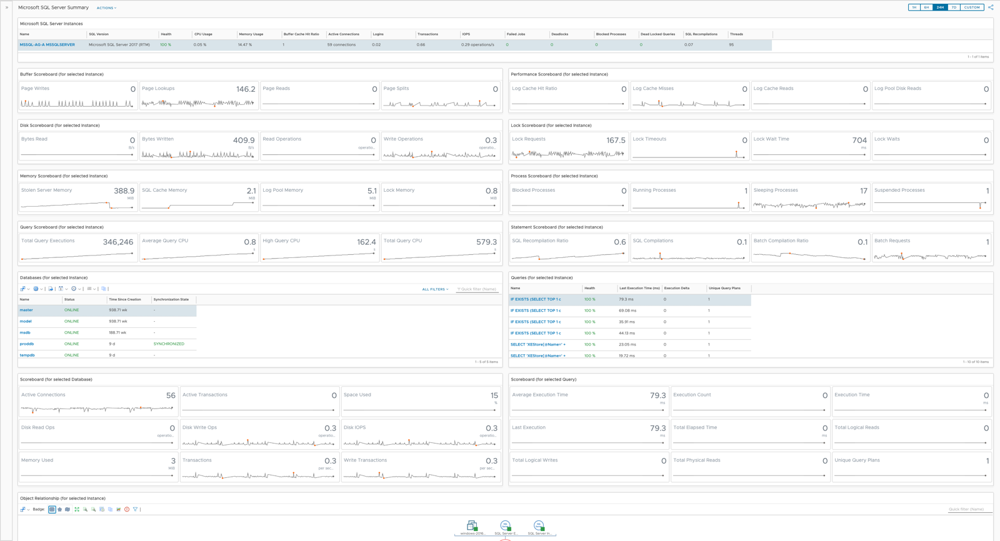 » Microsoft SQL Server Summary ACTIONS 1H 6H 24H 7D CUSTOM
Microsoft SQL Server Instances
Name SQL Version Health CPU Usage Memory Usage Buffer Cache Hit Ratio Active Connections Logins Transactions IOPS Failed Jobs Deadlocks Blocked Processes Dead Locked Queries SQL Recompilations Threads
MSSQL-AG-A MSSQLSERVER Microsoft SQL Server 2017 (RTM) 100 % 0.05 % 14.47 % 1 59 connections 0.02 0.66 0.29 operations/s 0 0 0 0 0.07 95
1 - 1 of 1 items
Buffer Scoreboard (for selected Instance)
Page Writes 0 Page Lookups 146.2 Page Reads 0 Page Splits 0
Performance Scoreboard (for selected Instance)
Log Cache Hit Ratio 0 Log Cache Misses 0 Log Cache Reads 0 Log Pool Disk Reads 0
Disk Scoreboard (for selected Instance)
Bytes Read 0 Bytes Written 409.9 Read Operations 0 Write Operations 0.3
B/s B/s operatio... operatio...
Lock Scoreboard (for selected Instance)
Lock Requests 167.5 Lock Timeouts 0 Lock Wait Time 704 Lock Waits 0
ms
Memory Scoreboard (for selected Instance)
Stolen Server Memory 388.9 SQL Cache Memory 2.1 Log Pool Memory 5.1 Lock Memory 0.8
MiB MiB MiB MiB
Process Scoreboard (for selected Instance)
Blocked Processes 0 Running Processes 1 Sleeping Processes 17 Suspended Processes 1
Query Scoreboard (for selected Instance)
Total Query Executions 346,246 Average Query CPU 0.8 High Query CPU 162.4 Total Query CPU 579.3
s s s
Statement Scoreboard (for selected Instance)
SQL Recompilation Ratio 0.6 SQL Compilations 0.1 Batch Compilation Ratio 0.1 Batch Requests 1
Databases (for selected Instance)
ALL FILTERS Quick filter (Name)
Name Status Time Since Creation Synchronization State
master ONLINE 938.71 wk -
model ONLINE 938.71 wk -
msdb ONLINE 188.71 wk -
proddb ONLINE 9 d SYNCHRONIZED
tempdb ONLINE 9 d -
1 - 5 of 5 items
Queries (for selected Instance)
Name Health Last Execution Time (ms) Execution Delta Unique Query Plans
IF EXISTS (SELECT TOP 1 c 100 % 79.3 ms 0 1
IF EXISTS (SELECT TOP 1 c 100 % 69.08 ms 0 1
IF EXISTS (SELECT TOP 1 c 100 % 35.91 ms 0 1
IF EXISTS (SELECT TOP 1 c 100 % 44.13 ms 0 1
SELECT 'XEStore[@Name=' + 100 % 23.05 ms 0 1
SELECT 'XEStore[@Name=' + 100 % 19.72 ms 0 1
1 - 10 of 10 items
Scoreboard (for selected Database)
Active Connections 56 Active Transactions 0 Space Used 15
%
Disk Read Ops 0 Disk Write Ops 0.3 Disk IOPS 0.3
operatio... operatio... operatio...
Memory Used 3 Transactions 0.3 Write Transactions 0.3
MiB per sec... per sec...
Scoreboard (for selected Query)
Average Execution Time 79.3 Execution Count 0 Execution Time 0
ms ms
Last Execution 79.3 Total Elapsed Time 0 Total Logical Reads 0
ms ms
Total Logical Writes 0 Total Physical Reads 0 Unique Query Plans 1
Object Relationship (for selected Instance)
Badge: Quick filter (Name)
windows-2016... SQL Server E... SQL Server In...